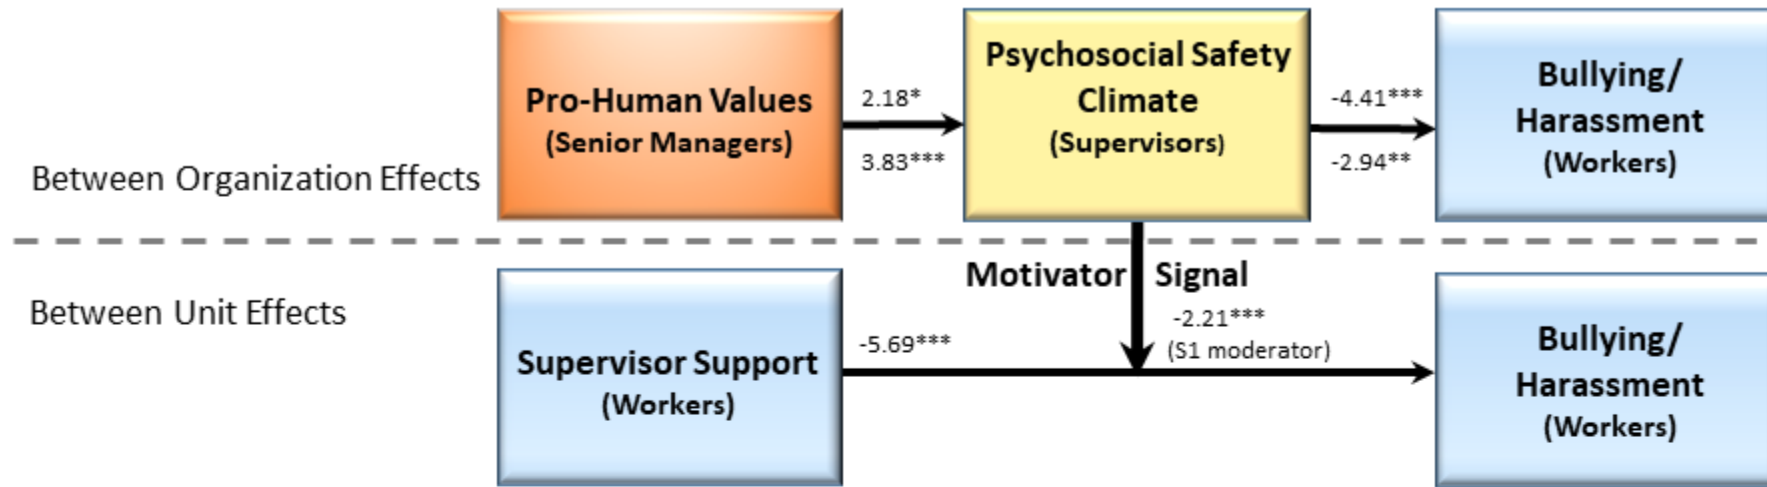 Between Organization Effects
Pro-Human Values
(Senior Managers)
2.18*
3.83***
Psychosocial Safety
Climate
(Supervisors)
-4.41***
-2.94**
Bullying/
Harassment
(Workers)
Between Unit Effects
Motivator Signal
Supervisor Support
(Workers)
-5.69***
-2.21***
(S1 moderator)
Bullying/
Harassment
(Workers)